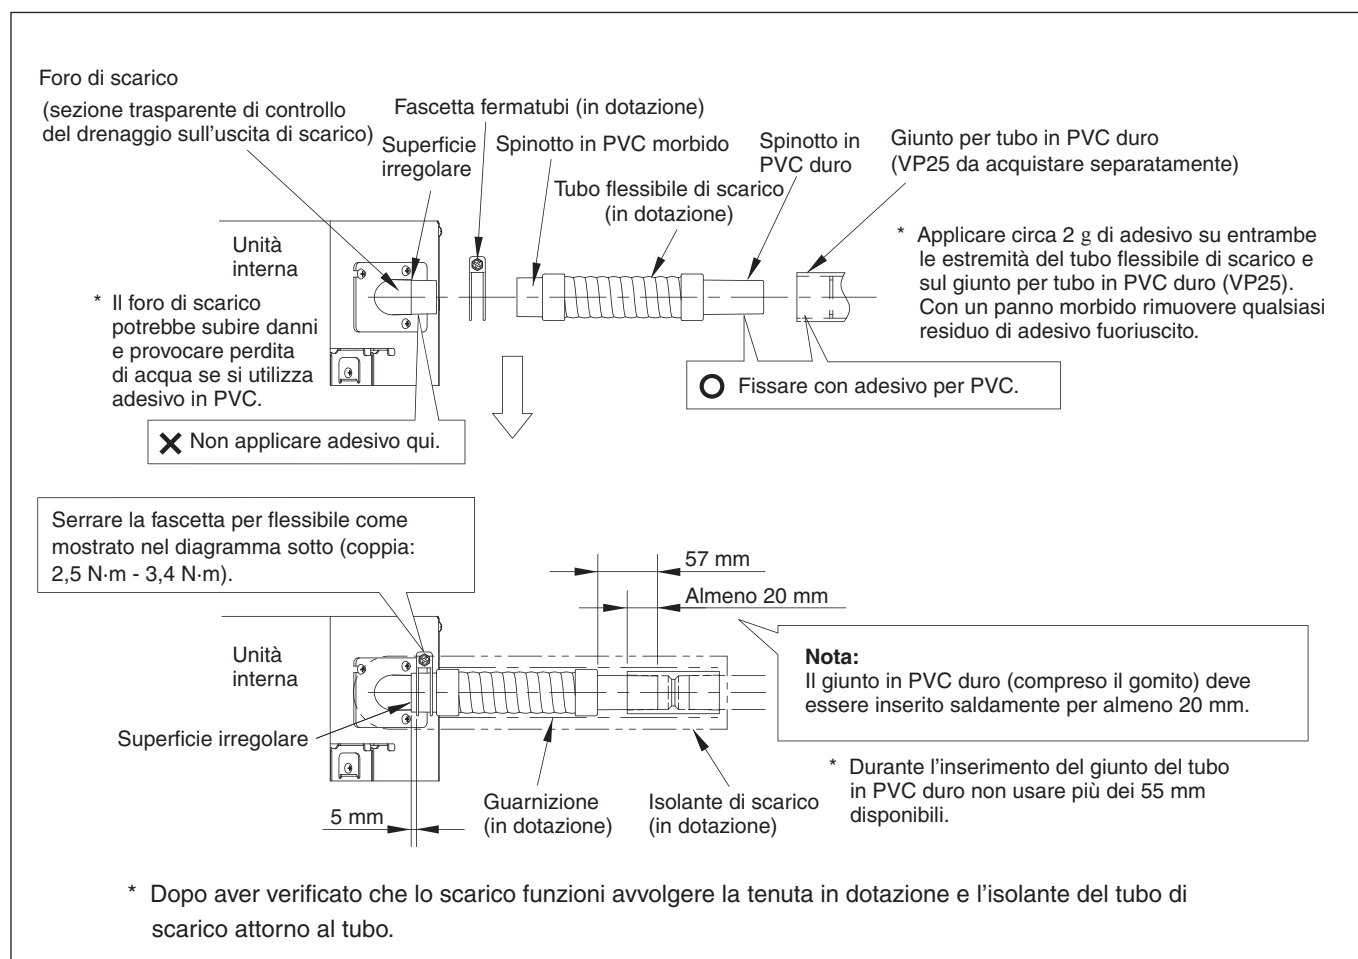 Foro di scarico
(sezione trasparente di controllo
del drenaggio sull'uscita di scarico)
Fascetta fermatubi (in dotazione)
Superficie
irregolare
Spinotto in PVC morbido
Spinotto in
PVC duro
Giunto per tubo in PVC duro
(VP25 da acquistare separatamente)
Tubo flessibile di scarico
(in dotazione)
Unità
interna
* Il foro di scarico
potrebbe subire danni
e provocare perdita
di acqua se si utilizza
adesivo in PVC.
* Applicare circa 2 g di adesivo su entrambe
le estremità del tubo flessibile di scarico e
sul giunto per tubo in PVC duro (VP25).
Con un panno morbido rimuovere qualsiasi
residuo di adesivo fuoriuscito.
Fissare con adesivo per PVC.
Non applicare adesivo qui.
Serrare la fascetta per flessibile come
mostrato nel diagramma sotto (coppia:
2,5 N·m - 3,4 N·m).
57 mm
Almeno 20 mm
Unità
interna
Nota:
Il giunto in PVC duro (compreso il gomito) deve
essere inserito saldamente per almeno 20 mm.
Superficie irregolare
* Durante l'inserimento del giunto del tubo
in PVC duro non usare più dei 55 mm
disponibili.
5 mm
Guarnizione
(in dotazione)
Isolante di scarico
(in dotazione)
* Dopo aver verificato che lo scarico funzioni avvolgere la tenuta in dotazione e l'isolante del tubo di
scarico attorno al tubo.